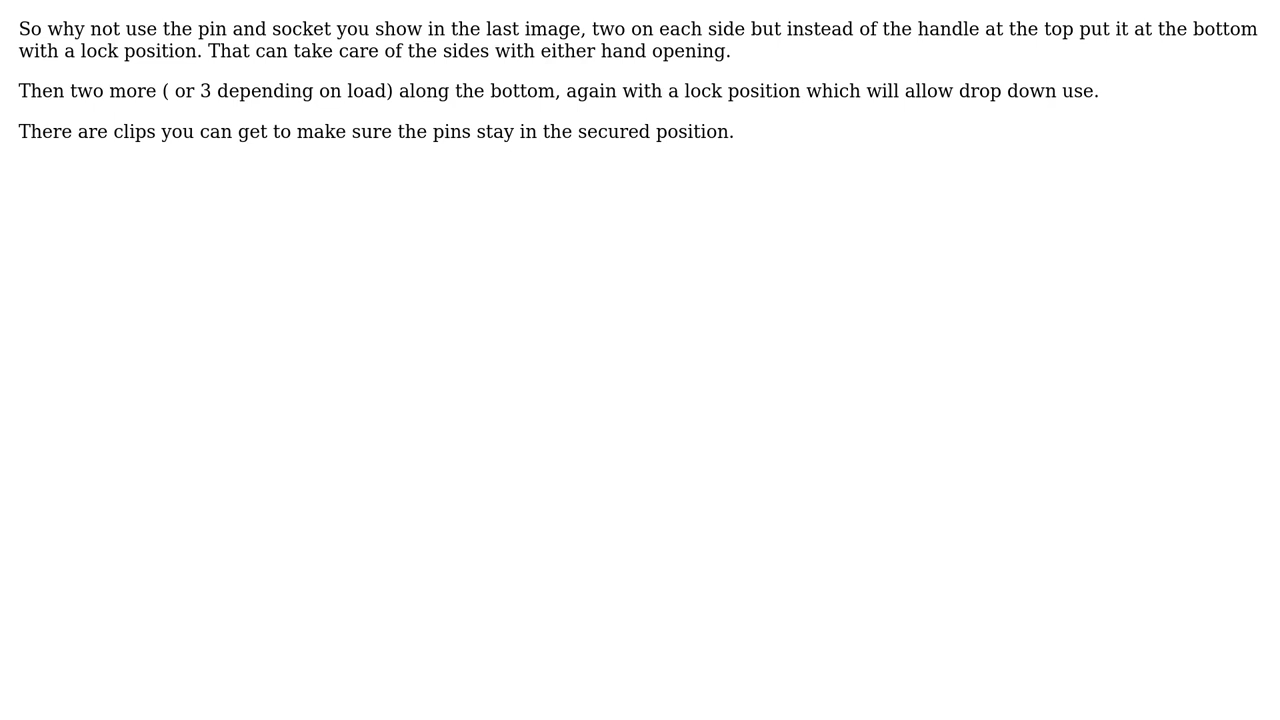 So why not use the pin and socket you show in the last image, two on each side but instead of the handle at the top put it at the bottom
with a lock position. That can take care of the sides with either hand opening.
Then two more ( or 3 depending on load) along the bottom, again with a lock position which will allow drop down use.
There are clips you can get to make sure the pins stay in the secured position.